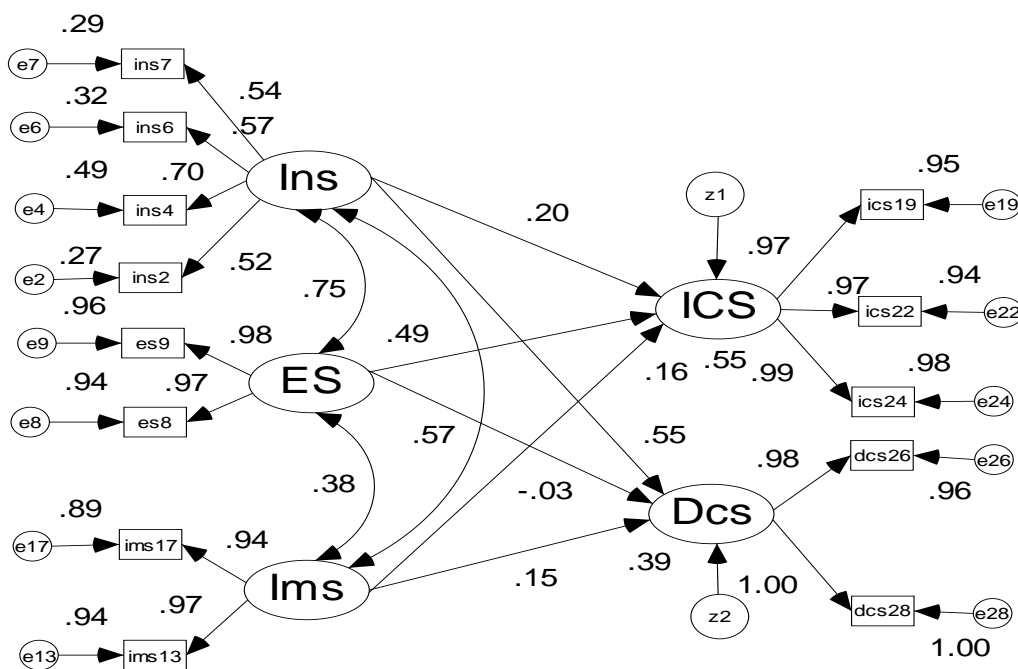 .29
e7
ins7
.54
.32
e6
ins6
.57
.49
.70
e4
ins4
Ins
.27
e2
ins2
.52
.75
.96
e9
es9
.98
.94
ES
.97
e8
es8
.38
.89
e17
ims17
.94
Ims
.94
.97
e13
ims13
.20
.49
.16
.57
.55
-.03
.15
z1
ICS
.55
.97
.95
ics19
e19
.97
.94
ics22
e22
.99
.98
ics24
e24
Dcs
.39
z2
.98
dcs26
e26
.96
1.00
dcs28
e28
1.00